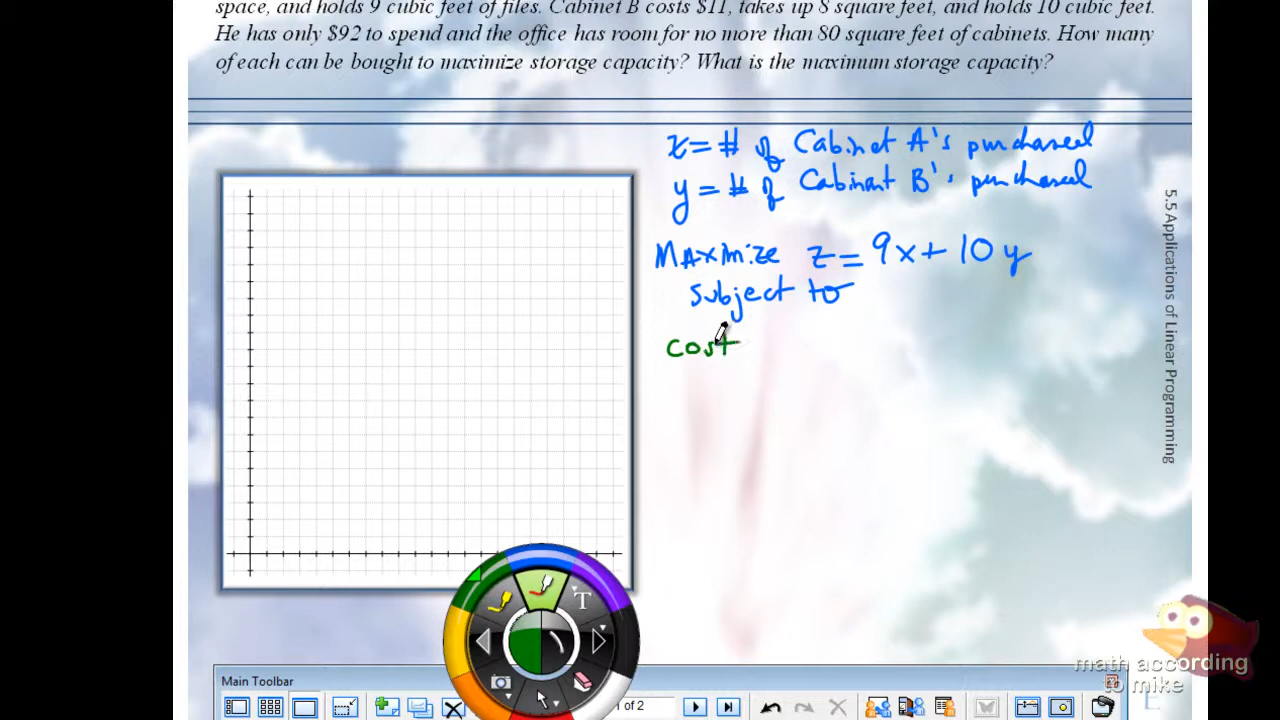 space, and holds 9 cubic feet of files. Cabinet B costs $11, takes up 8 square feet, and holds 10 cubic feet.
He has only $92 to spend and the office has room for no more than 80 square feet of cabinets. How many
of each can be bought to maximize storage capacity? What is the maximum storage capacity?
x = # of Cabinet A's purchased
y = # of Cabinant B's purchased
Maximize z = 9x + 10y
subject to
cost
5.5 Applications of Linear Programming
T
math according
to mike
Main Toolbar
1 of 2